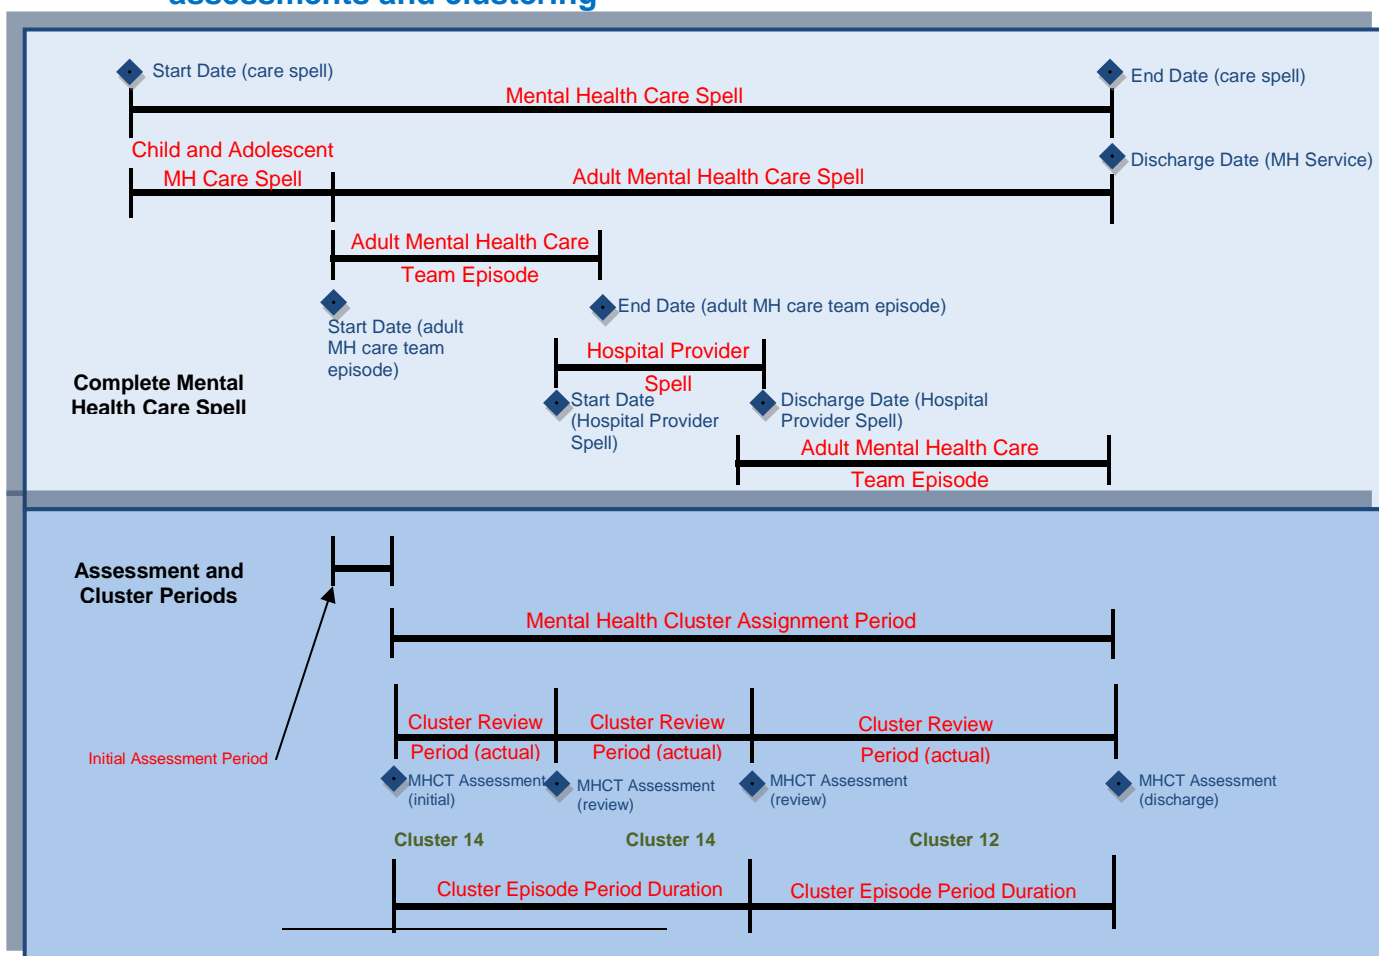 assessments and clustering
Start Date (care spell)
End Date (care spell)
Mental Health Care Spell
Child and Adolescent
MH Care Spell
Discharge Date (MH Service)
Adult Mental Health Care Spell
Adult Mental Health Care
Team Episode
Start Date (adult
MH care team
episode)
End Date (adult MH care team episode)
Hospital Provider
Spell
Complete Mental
Health Care Spell
Start Date
(Hospital Provider
Spell)
Discharge Date (Hospital
Provider Spell)
Adult Mental Health Care
Team Episode
Assessment and
Cluster Periods
Mental Health Cluster Assignment Period
Initial Assessment Period
Cluster Review
Period (actual)
Cluster Review
Period (actual)
Cluster Review
Period (actual)
MHCT Assessment
(initial)
MHCT Assessment
(review)
MHCT Assessment
(review)
MHCT Assessment
(discharge)
Cluster 14
Cluster 14
Cluster 12
Cluster Episode Period Duration
Cluster Episode Period Duration